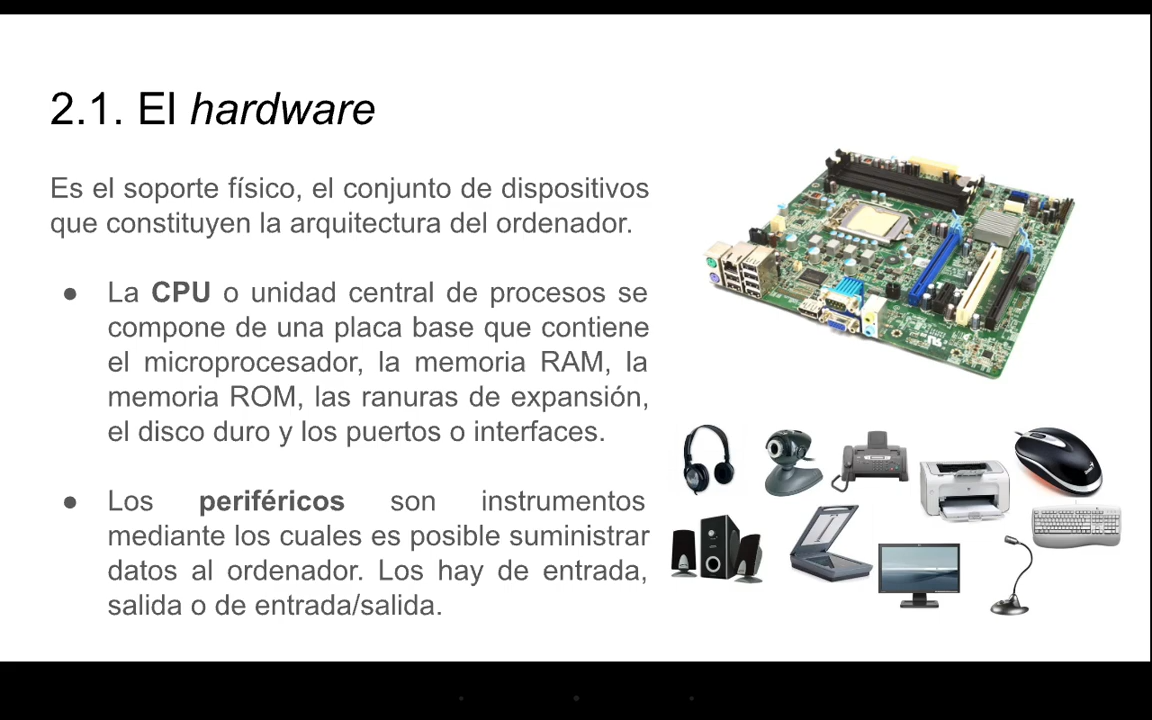 2.1. El hardware
Es el soporte físico, el conjunto de dispositivos
que constituyen la arquitectura del ordenador.
● La CPU o unidad central de procesos se
compone de una placa base que contiene
el microprocesador, la memoria RAM, la
memoria ROM, las ranuras de expansión,
el disco duro y los puertos o interfaces.
● Los periféricos son instrumentos
mediante los cuales es posible suministrar
datos al ordenador. Los hay de entrada,
salida o de entrada/salida.